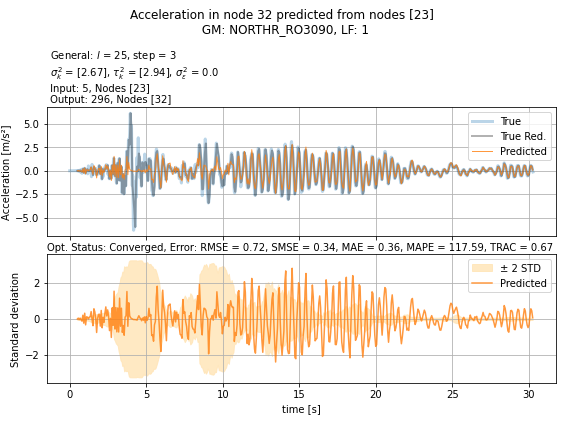 Acceleration in node 32 predicted from nodes [23]
GM: NORTHR_RO3090, LF: 1
General: l = 25, step = 3
σ²ₖ = [2.67], τ²ₖ = [2.94], σ²ε = 0.0
Input: 5, Nodes [23]
Output: 296, Nodes [32]
Acceleration [m/s²]
5.0
2.5
0.0
−2.5
−5.0
True
True Red.
Predicted
Opt. Status: Converged, Error: RMSE = 0.72, SMSE = 0.34, MAE = 0.36, MAPE = 117.59, TRAC = 0.67
Standard deviation
2
0
−2
± 2 STD
Predicted
0 5 10 15 20 25 30
time [s]